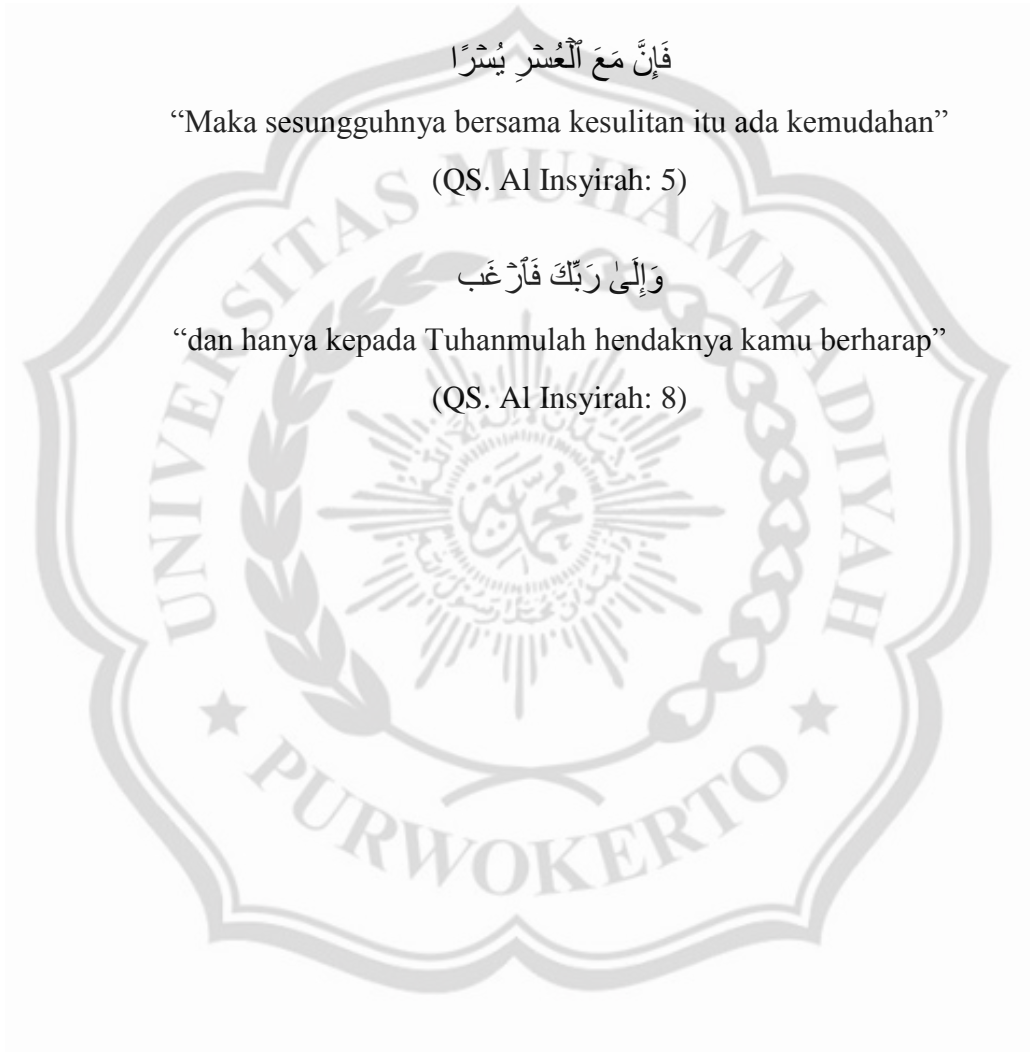 فَإِنَّ مَعَ ٱلۡعُسۡرِ يُسۡرًا
“Maka sesungguhnya bersama kesulitan itu ada kemudahan”
(QS. Al Insyirah: 5)
وَإِلَىٰ رَبِّكَ فَٱرۡغَب
“dan hanya kepada Tuhanmulah hendaknya kamu berharap”
(QS. Al Insyirah: 8)
UNIVERSITAS MUHAMMADIYAH
PURWOKERTO